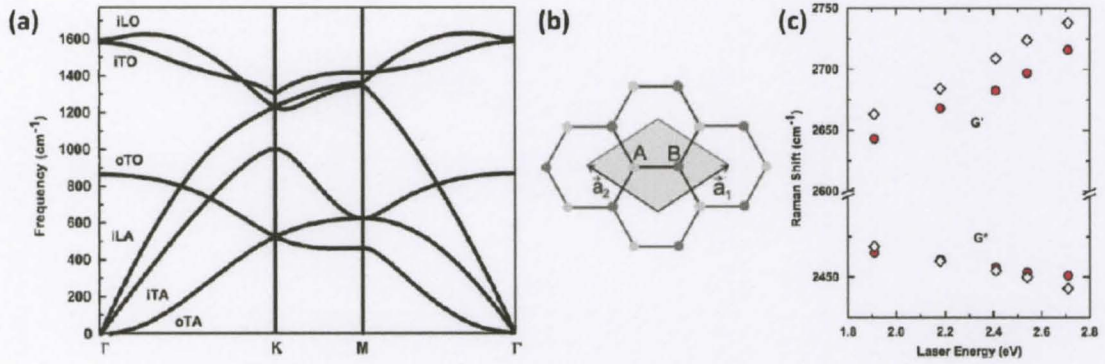 (a)
iLO
iTO
oTO
iLA
iTA
oTA
Frequency (cm⁻¹)
1600
1400
1200
1000
800
600
400
200
0
Γ K M Γ
(b)
A B
a₂ a₁
(c)
Raman Shift (cm⁻¹)
2750
2700
2650
2600
2450
G'
G*
1.8 2.0 2.2 2.4 2.6 2.8
Laser Energy (eV)